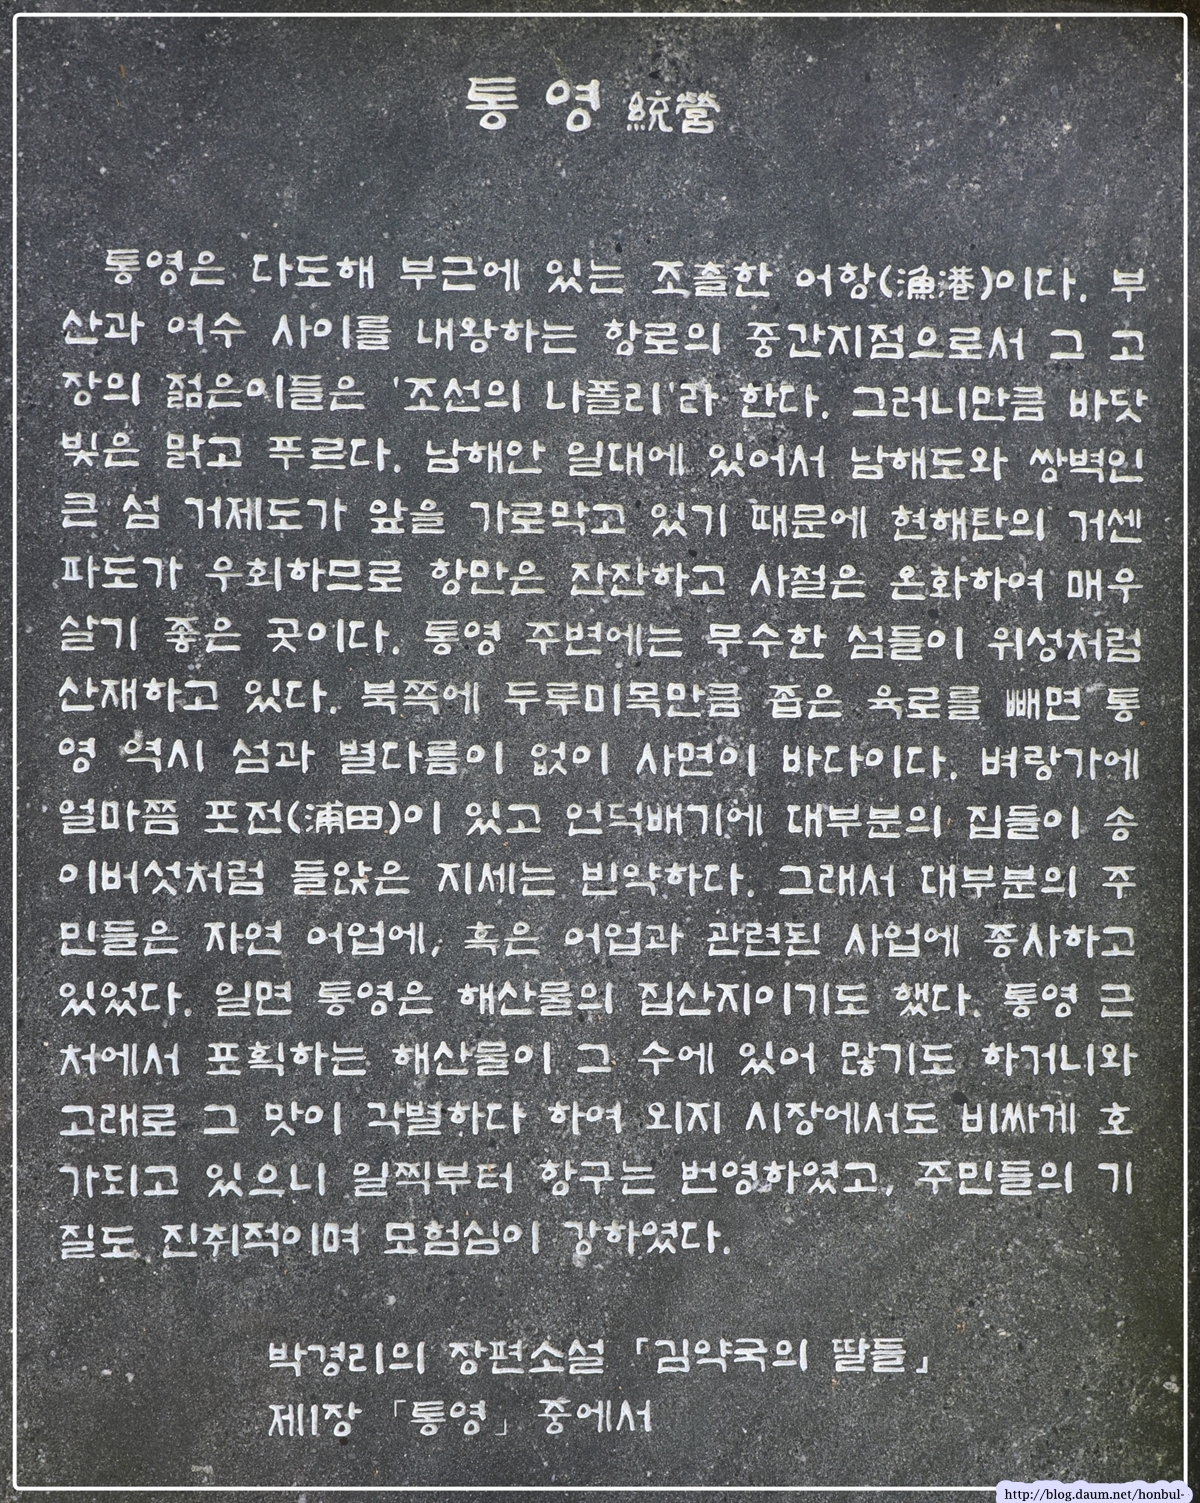 통영 統營
통영은 다도해 부근에 있는 조촐한 어항(漁港)이다. 부
산과 여수 사이를 내왕하는 항로의 중간지점으로서 그 고
장의 젊은이들은 '조선의 나폴리'라 한다. 그러니만큼 바닷
빛은 맑고 푸르다. 남해안 일대에 있어서 남해도와 쌍벽인
큰 섬 거제도가 앞을 가로막고 있기 때문에 현해탄의 거센
파도가 우회하므로 항만은 잔잔하고 사철은 온화하여 매우
살기 좋은 곳이다. 통영 주변에는 무수한 섬들이 위성처럼
산재하고 있다. 북쪽에 두루미목만큼 좁은 육로를 빼면 통
영 역시 섬과 별다름이 없이 사면이 바다이다. 벼랑가에
얼마쯤 포전(浦田)이 있고 언덕배기에 대부분의 집들이 송
이버섯처럼 들앉은 지세는 빈약하다. 그래서 대부분의 주
민들은 자연 어업에, 혹은 어업과 관련된 사업에 종사하고
있었다. 일면 통영은 해산물의 집산지이기도 했다. 통영 근
처에서 포획하는 해산물이 그 수에 있어 많기도 하거니와
고래로 그 맛이 각별하다 하여 외지 시장에서도 비싸게 호
가되고 있으니 일찍부터 항구는 번영하였고, 주민들의 기
질도 진취적이며 모험심이 강하였다.
박경리의 장편소설 「김약국의 딸들」
제1장 「통영」 중에서
http://blog.daum.net/honbul-